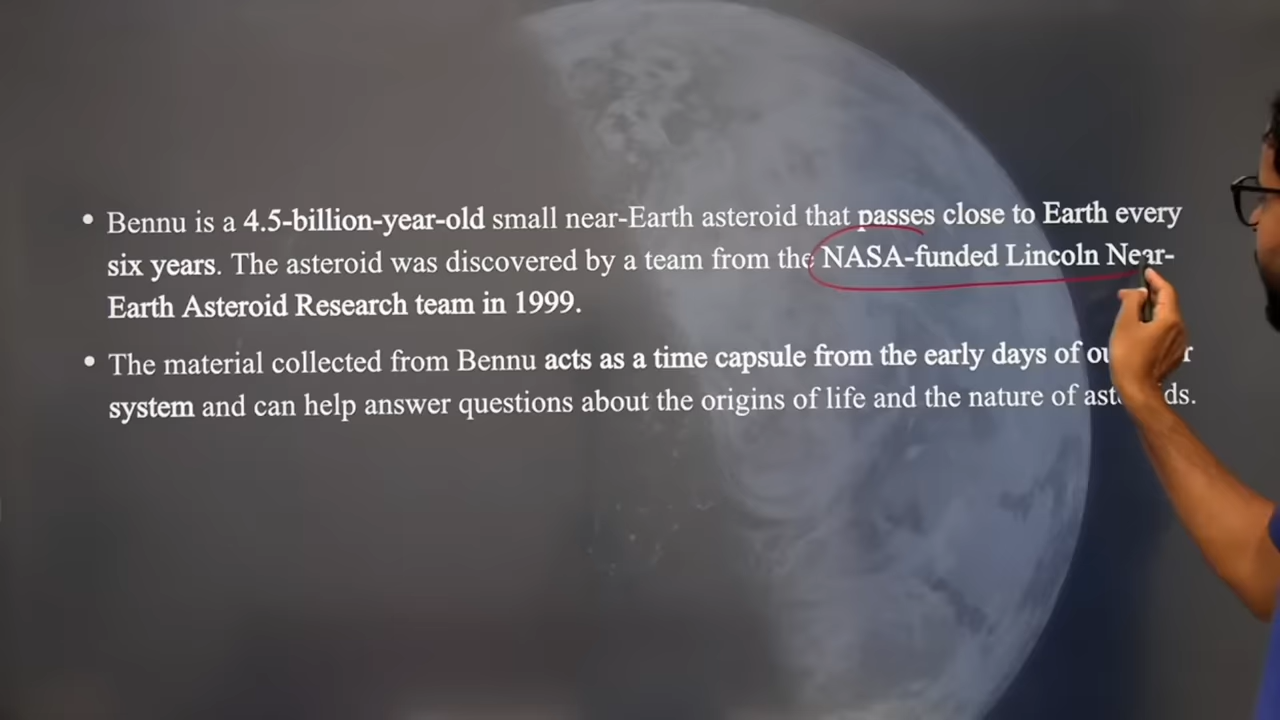 • Bennu is a 4.5-billion-year-old small near-Earth asteroid that passes close to Earth every
six years. The asteroid was discovered by a team from the NASA-funded Lincoln Near-
Earth Asteroid Research team in 1999.
• The material collected from Bennu acts as a time capsule from the early days of
system and can help answer questions about the origins of life and the nature of